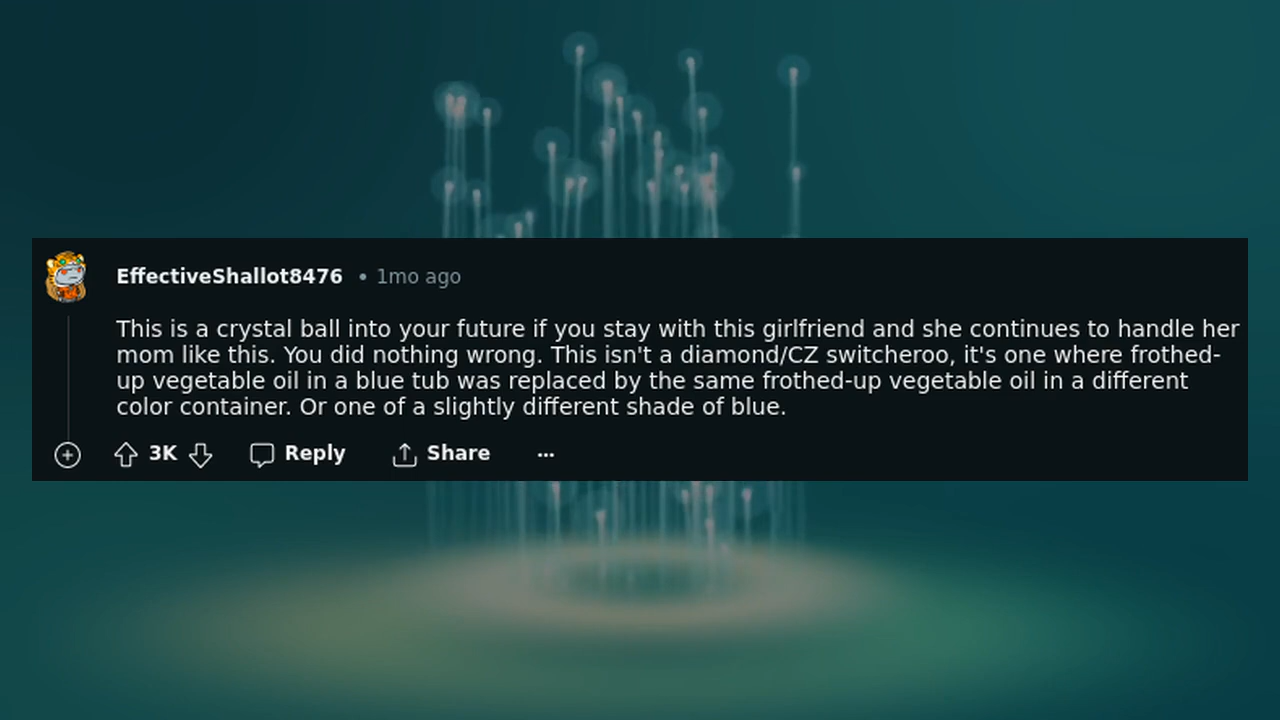 EffectiveShallot8476 • 1mo ago
This is a crystal ball into your future if you stay with this girlfriend and she continues to handle her
mom like this. You did nothing wrong. This isn't a diamond/CZ switcheroo, it's one where frothed-
up vegetable oil in a blue tub was replaced by the same frothed-up vegetable oil in a different
color container. Or one of a slightly different shade of blue.
3K Reply Share ...